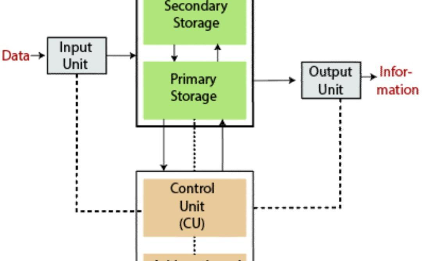 Secondary
Storage
Data
Input
Unit
Primary
Storage
Output
Unit
Infor-
mation
Control
Unit
(CU)